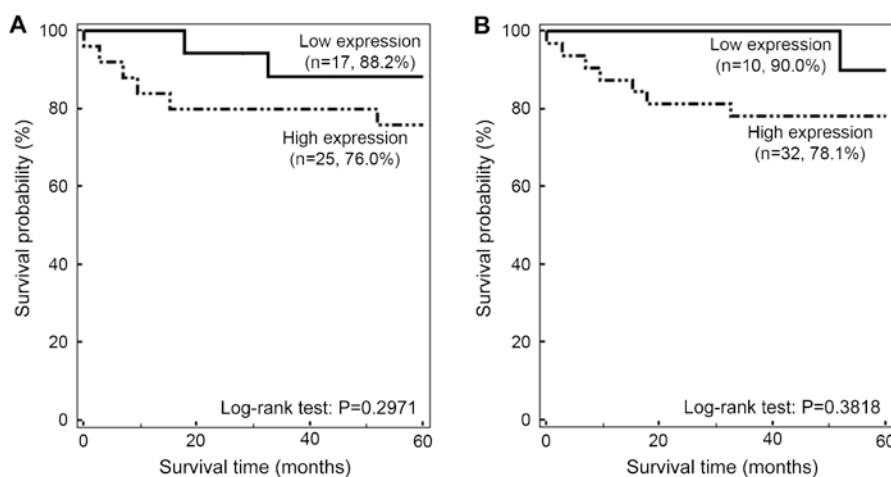 A
Survival probability (%)
100
80
60
40
20
0
Low expression
(n=17, 88.2%)
High expression
(n=25, 76.0%)
Log-rank test: P=0.2971
0
20
40
60
Survival time (months)
B
Survival probability (%)
100
80
60
40
20
0
Low expression
(n=10, 90.0%)
High expression
(n=32, 78.1%)
Log-rank test: P=0.3818
0
20
40
60
Survival time (months)